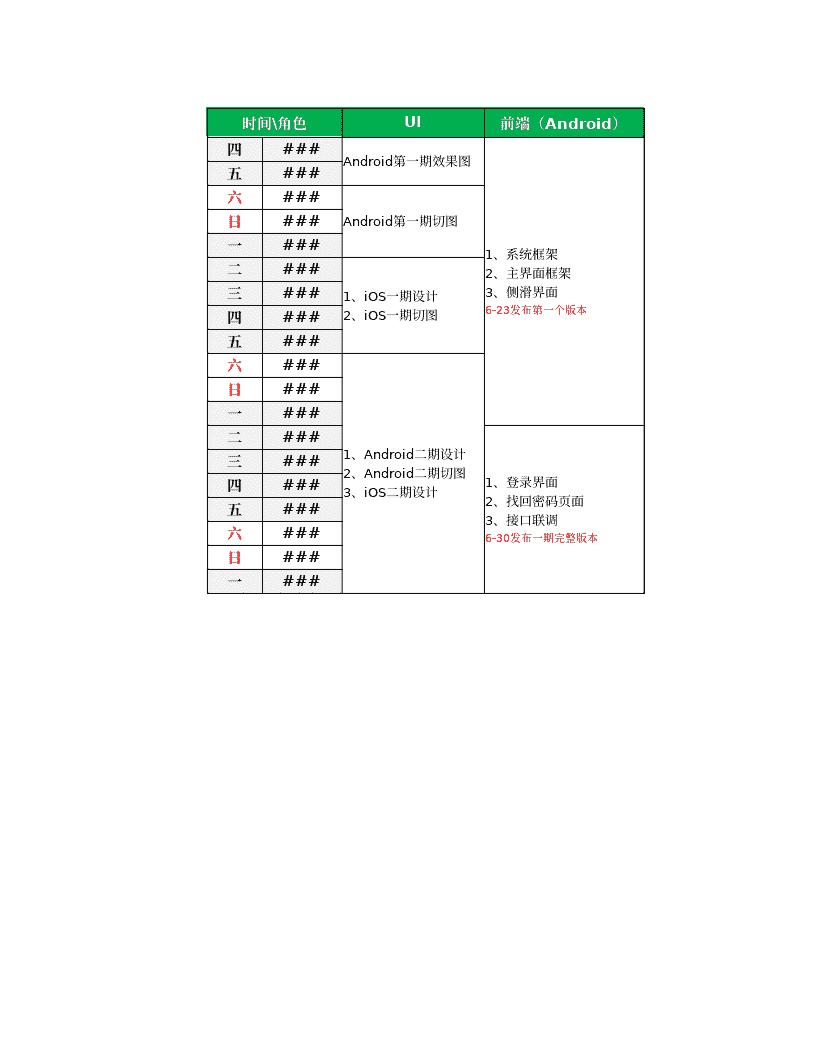 时间\角色 UI 前端（Android）
四 ###
Android第一期效果图
五 ###
六 ###
日 ###
Android第一期切图
一 ###
二 ###
三 ###
四 ###
五 ###
1、iOS一期设计
2、iOS一期切图
1、系统框架
2、主界面框架
3、侧滑界面
6-23发布第一个版本
六 ###
日 ###
一 ###
二 ###
三 ###
四 ###
五 ###
六 ###
日 ###
一 ###
1、Android二期设计
2、Android二期切图
3、iOS二期设计
1、登录界面
2、找回密码页面
3、接口联调
6-30发布一期完整版本